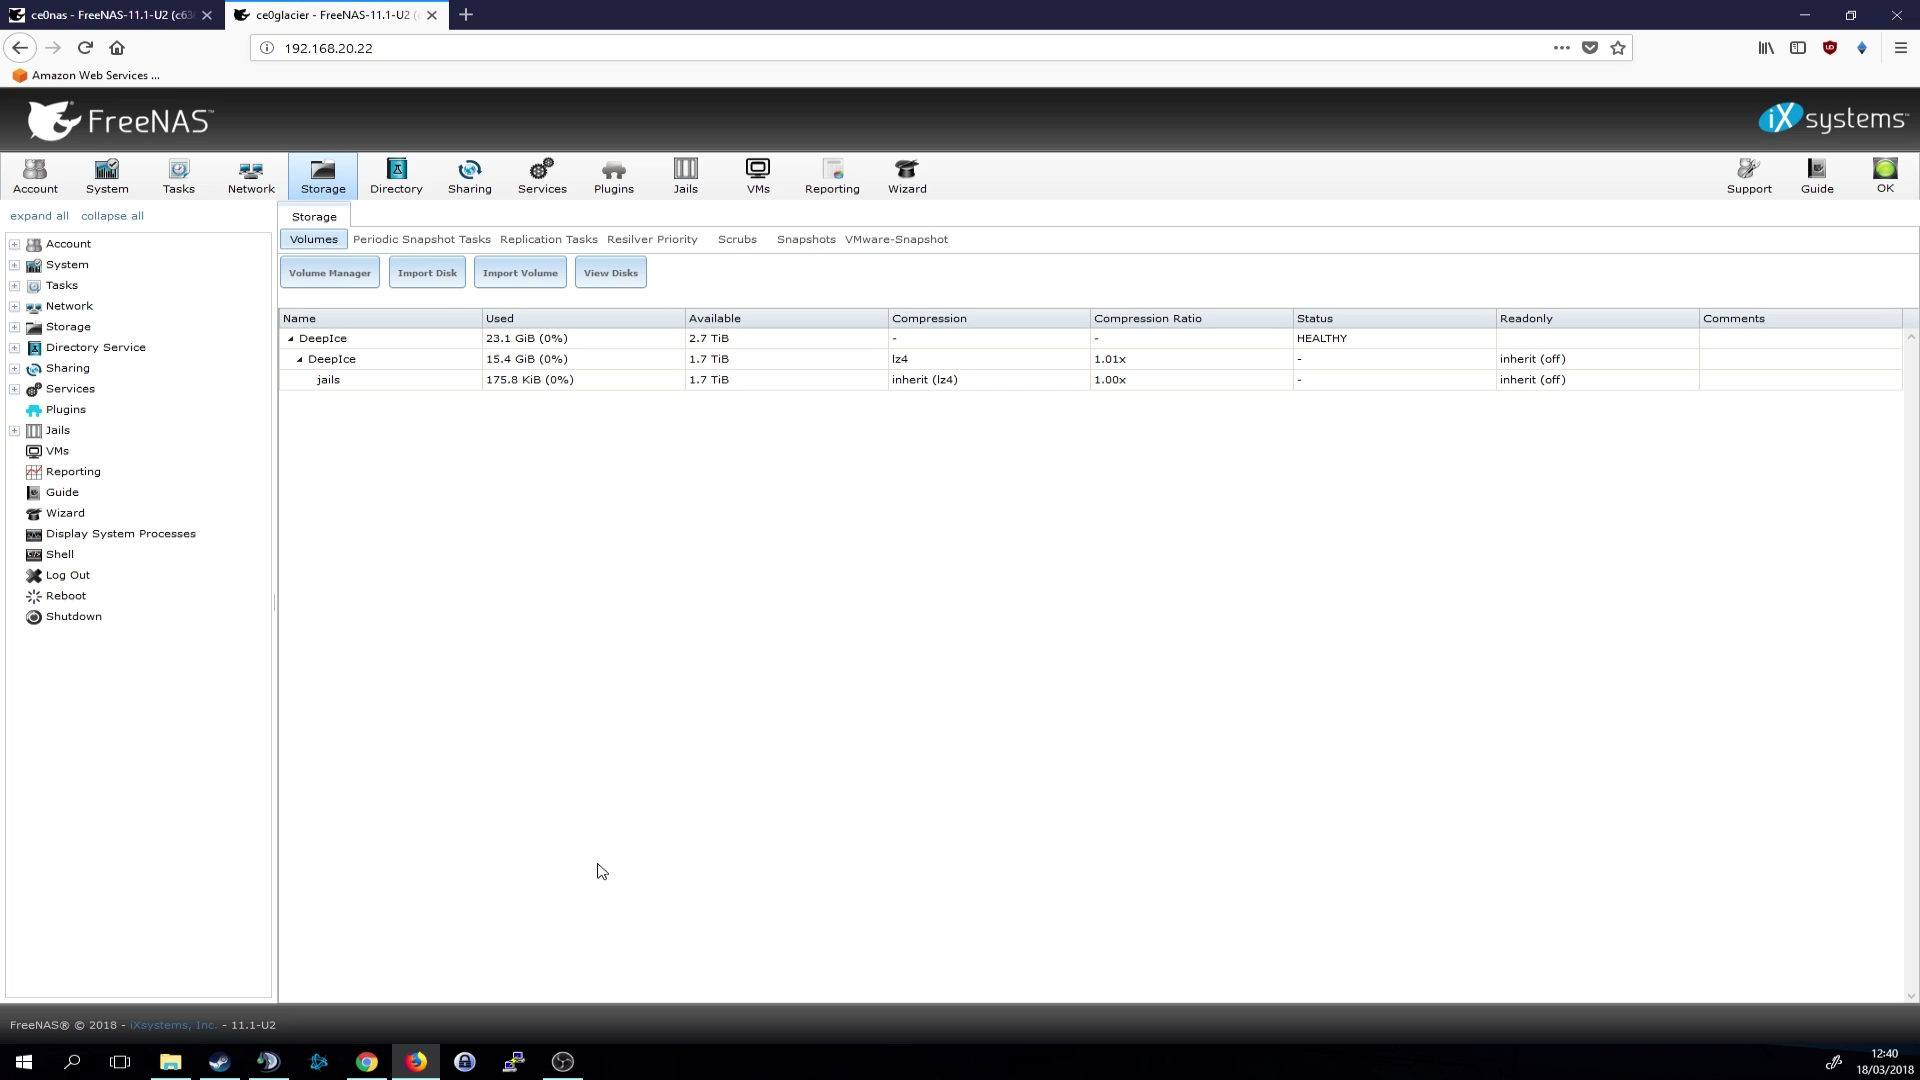 ce0nas - FreeNAS-11.1-U2 (c63
ce0glacier - FreeNAS-11.1-U2 (
192.168.20.22
Amazon Web Services ...
FreeNAS™
iXsystems™
Account System Tasks Network Storage Directory Sharing Services Plugins Jails VMs Reporting Wizard Support Guide OK
expand all collapse all
Account
System
Tasks
Network
Storage
Directory Service
Sharing
Services
Plugins
Jails
VMs
Reporting
Guide
Wizard
Display System Processes
Shell
Log Out
Reboot
Shutdown
Storage
Volumes Periodic Snapshot Tasks Replication Tasks Resilver Priority Scrubs Snapshots VMware-Snapshot
Volume Manager Import Disk Import Volume View Disks
Name Used Available Compression Compression Ratio Status Readonly Comments
DeepIce 23.1 GiB (0%) 2.7 TiB - - HEALTHY
DeepIce 15.4 GiB (0%) 1.7 TiB lz4 1.01x - inherit (off)
jails 175.8 KiB (0%) 1.7 TiB inherit (lz4) 1.00x - inherit (off)
FreeNAS® © 2018 - iXsystems, Inc. - 11.1-U2
12:40
18/03/2018